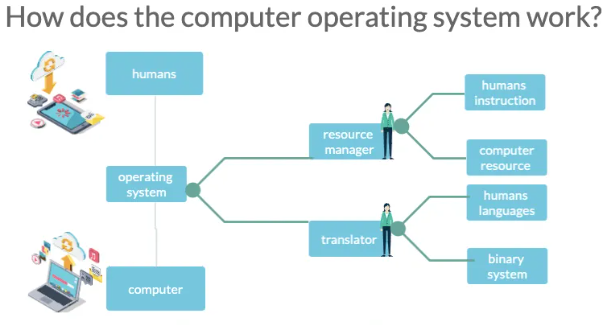 How does the computer operating system work?
humans
humans
instruction
resource
manager
computer
resource
operating
system
humans
languages
translator
binary
system
computer